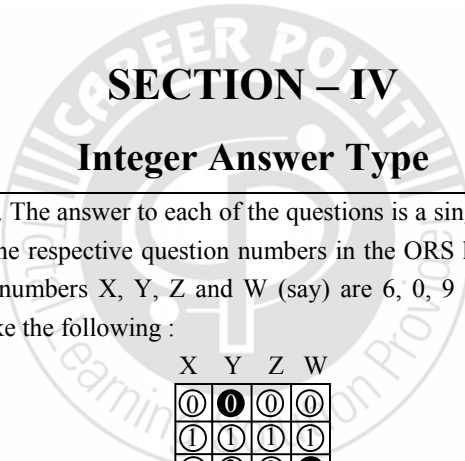 CAREER POINT
SECTION – IV
Integer Answer Type
. The answer to each of the questions is a sin
he respective question numbers in the ORS
numbers X, Y, Z and W (say) are 6, 0, 9
ke the following :
X Y Z W
0 0 0 0
1 1 1 1